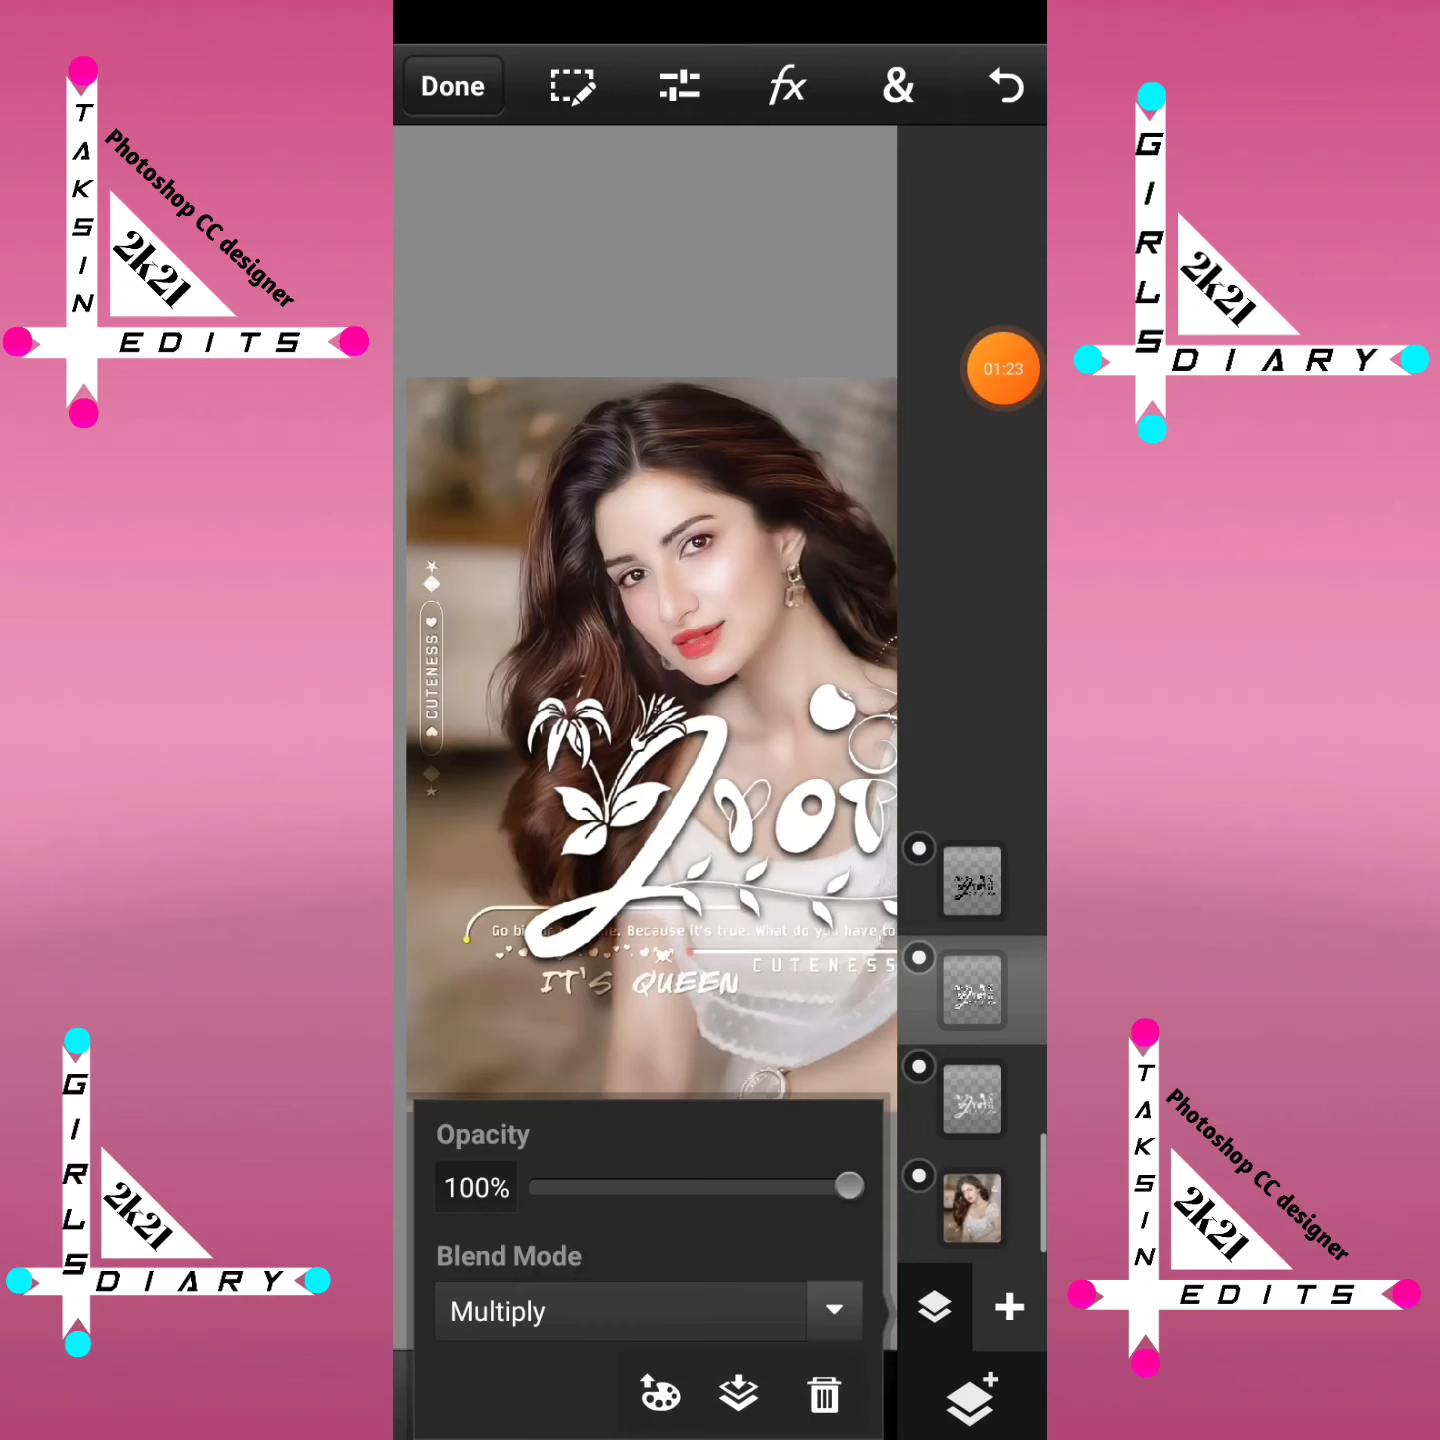 TAKSIN
Photoshop CC designer
2k21
EDITS
Done
fx
&
GIRLS
2k21
DIARY
01:23
CUTENESS
Because it's true. What do you have to
CUTENESS
IT'S QUEEN
Opacity
100%
Blend Mode
Multiply
GIRLS
2k21
DIARY
TAKSIN
Photoshop CC designer
2k21
EDITS